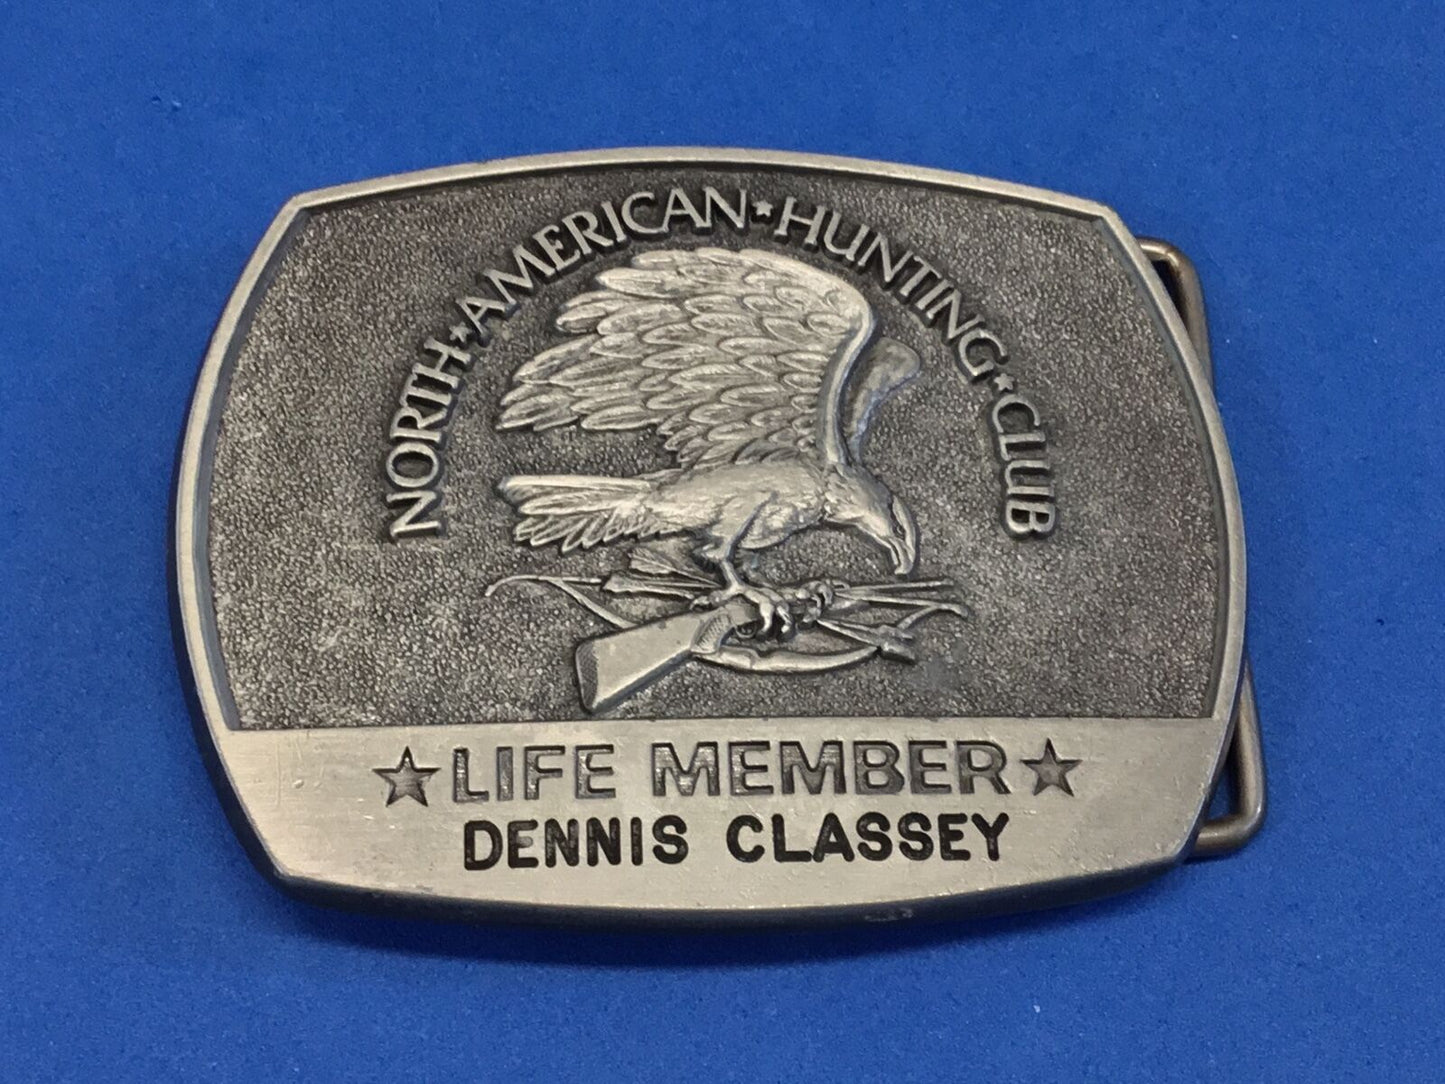 NORTH★AMERICAN★HUNTING★CLUB
★LIFE MEMBER★
DENNIS CLASSEY